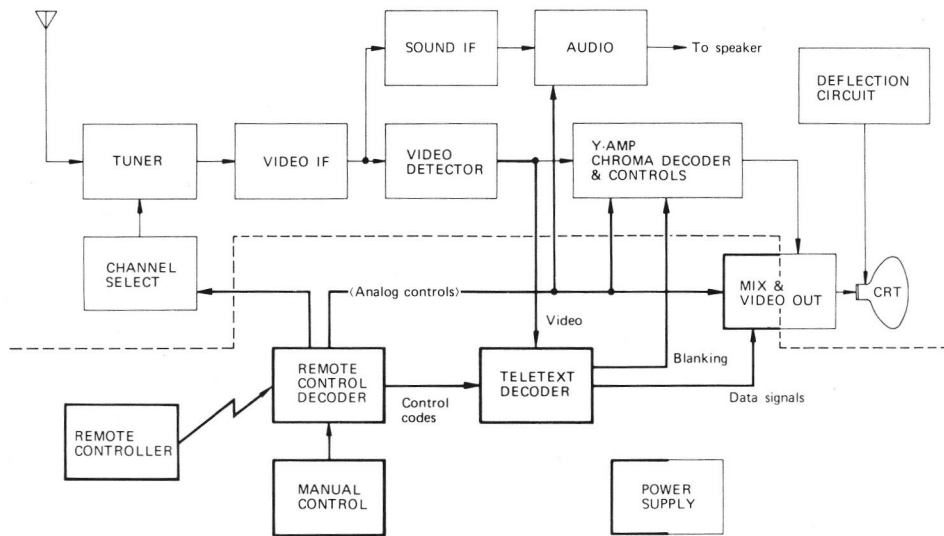 SOUND IF
AUDIO
To speaker
DEFLECTION
CIRCUIT
TUNER
VIDEO IF
VIDEO
DETECTOR
Y·AMP
CHROMA DECODER
& CONTROLS
CHANNEL
SELECT
(Analog controls)
MIX &
VIDEO OUT
CRT
Video
REMOTE
CONTROL
DECODER
TELETEXT
DECODER
Blanking
Control
codes
Data signals
REMOTE
CONTROLLER
MANUAL
CONTROL
POWER
SUPPLY